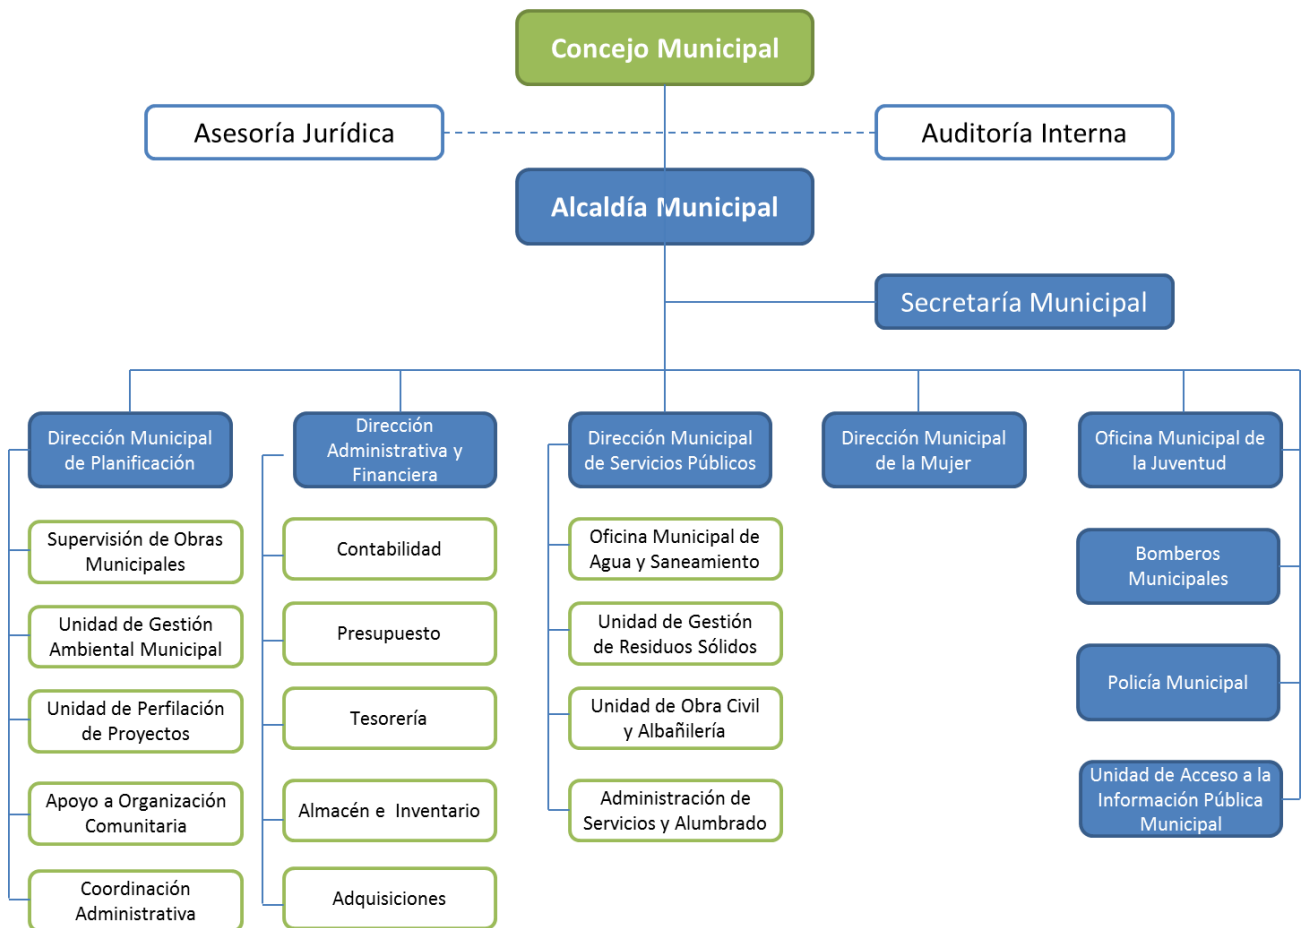 Concejo Municipal
Asesoría Jurídica
Auditoría Interna
Alcaldía Municipal
Secretaría Municipal
Dirección Municipal
de Planificación
Supervisión de Obras
Municipales
Unidad de Gestión
Ambiental Municipal
Unidad de Perfilación
de Proyectos
Apoyo a Organización
Comunitaria
Coordinación
Administrativa
Dirección
Administrativa y
Financiera
Contabilidad
Presupuesto
Tesorería
Almacén e Inventario
Adquisiciones
Dirección Municipal
de Servicios Públicos
Oficina Municipal de
Agua y Saneamiento
Unidad de Gestión
de Residuos Sólidos
Unidad de Obra Civil
y Albañilería
Administración de
Servicios y Alumbrado
Dirección Municipal
de la Mujer
Oficina Municipal de
la Juventud
Bomberos
Municipales
Policía Municipal
Unidad de Acceso a la
Información Pública
Municipal